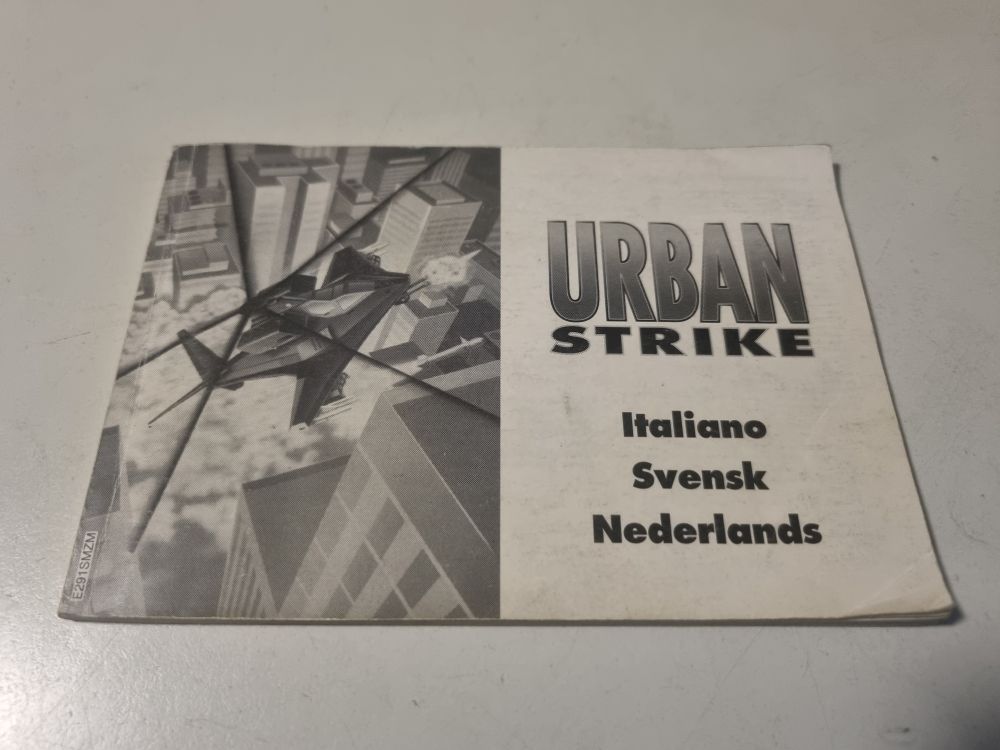 URBAN
STRIKE
Italiano
Svensk
Nederlands
E291SMZM